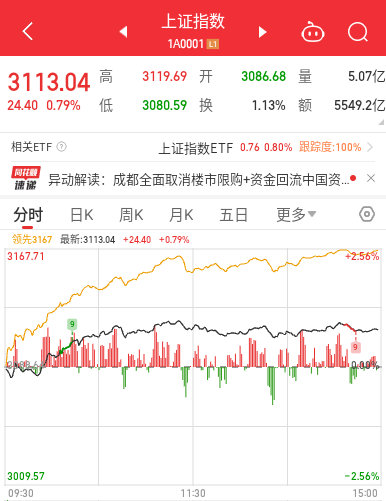 上证指数
1A0001 L1
3113.04
24.40 0.79%
高 3119.69 开 3086.68 量 5.07亿
低 3080.59 换 1.13% 额 5549.2亿
相关ETF ? 上证指数ETF 0.76 0.80% 跟踪度:100%
同花顺
速递
异动解读：成都全面取消楼市限购+资金回流中国资...
分时 日K 周K 月K 五日 更多
领先3167 最新:3113.04 +24.40 +0.79%
3167.71 +2.56%
9
9
0.00%
3009.57 -2.56%
09:30 11:30 15:00